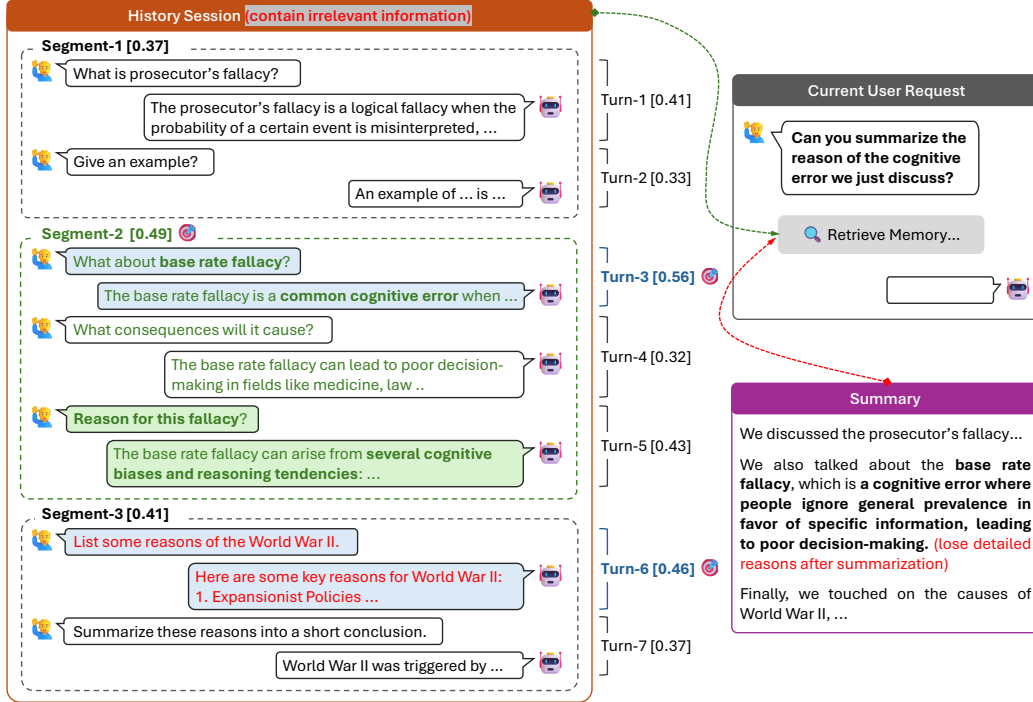 History Session (contain irrelevant information)
Segment-1 [0.37]
What is prosecutor's fallacy?
The prosecutor's fallacy is a logical fallacy when the
probability of a certain event is misinterpreted, ...
Turn-1 [0.41]
Give an example?
An example of ... is ...
Turn-2 [0.33]
Segment-2 [0.49]
What about base rate fallacy?
The base rate fallacy is a common cognitive error when ...
Turn-3 [0.56]
What consequences will it cause?
The base rate fallacy can lead to poor decision-
making in fields like medicine, law ..
Turn-4 [0.32]
Reason for this fallacy?
The base rate fallacy can arise from several cognitive
biases and reasoning tendencies: ...
Turn-5 [0.43]
Segment-3 [0.41]
List some reasons of the World War II.
Here are some key reasons for World War II:
1. Expansionist Policies ...
Turn-6 [0.46]
Summarize these reasons into a short conclusion.
World War II was triggered by ...
Turn-7 [0.37]
Current User Request
Can you summarize the
reason of the cognitive
error we just discuss?
Retrieve Memory...
Summary
We discussed the prosecutor's fallacy...
We also talked about the base rate
fallacy, which is a cognitive error where
people ignore general prevalence in
favor of specific information, leading
to poor decision-making. (lose detailed
reasons after summarization)
Finally, we touched on the causes of
World War II, ...